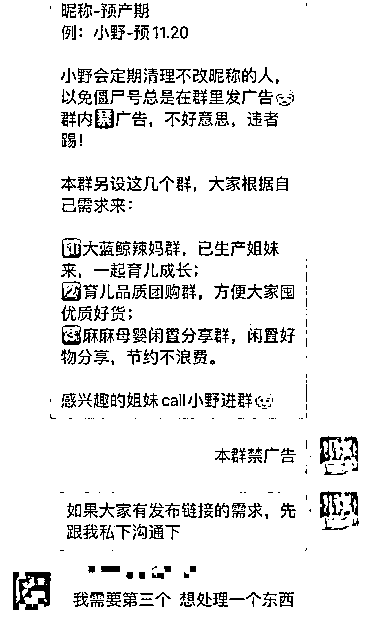 昵称-预产期
例：小野-预11.20
小野会定期清理不改昵称的人，
以免僵尸号总是在群里发广告
群内禁广告，不好意思，违者
踢！
本群另设这几个群，大家根据自
己需求来：
1大蓝鲸辣妈群，已生产姐妹
来，一起育儿成长；
2育儿品质团购群，方便大家囤
优质好货；
3麻麻母婴闲置分享群，闲置好
物分享，节约不浪费。
感兴趣的姐妹call小野进群
本群禁广告
如果大家有发布链接的需求，先
跟我私下沟通下
我需要第三个 想处理一个东西